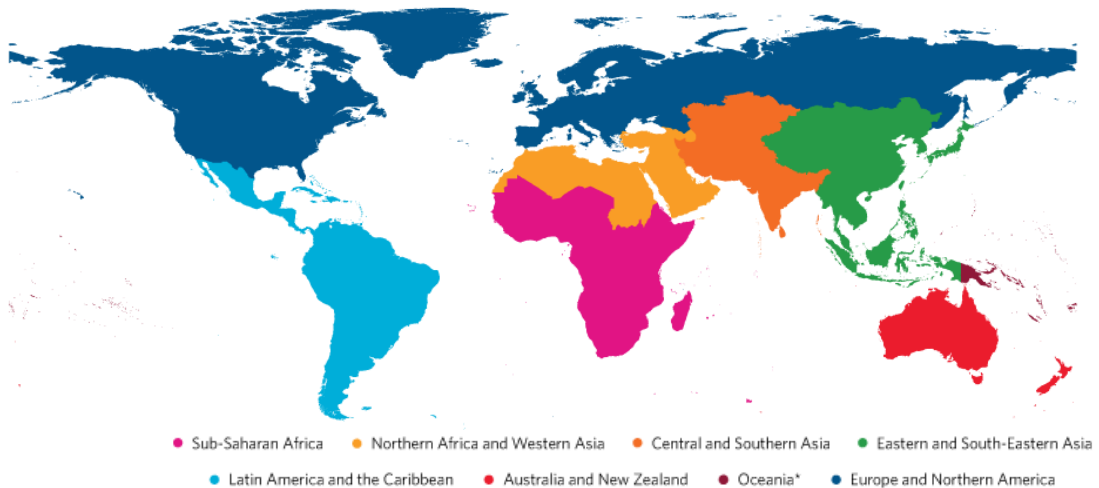 Sub-Saharan Africa Northern Africa and Western Asia Central and Southern Asia Eastern and South-Eastern Asia
Latin America and the Caribbean Australia and New Zealand Oceania* Europe and Northern America